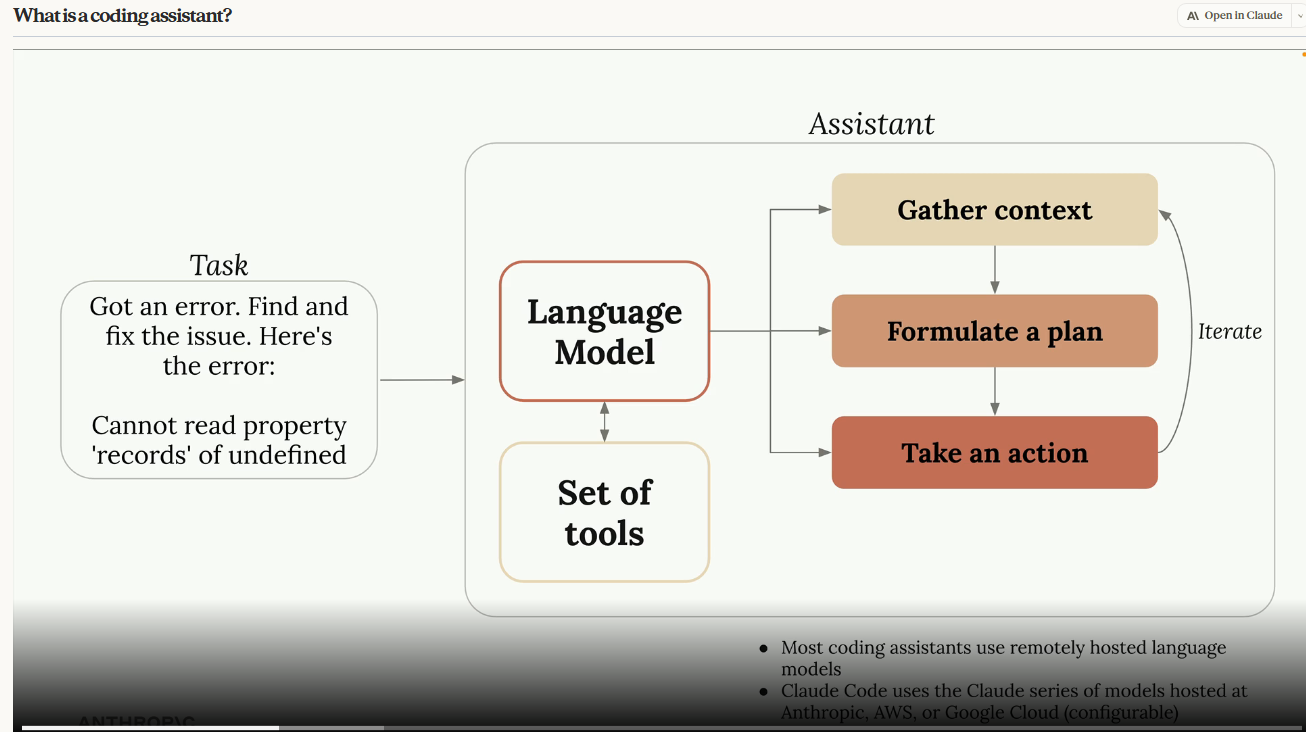 What is a coding assistant?
Open in Claude
Assistant
Task
Got an error. Find and
fix the issue. Here's
the error:
Cannot read property
'records' of undefined
Language
Model
Set of
tools
Gather context
Formulate a plan
Take an action
Iterate
● Most coding assistants use remotely hosted language
models
● Claude Code uses the Claude series of models hosted at
Anthropic, AWS, or Google Cloud (configurable)
ANTHROP\C